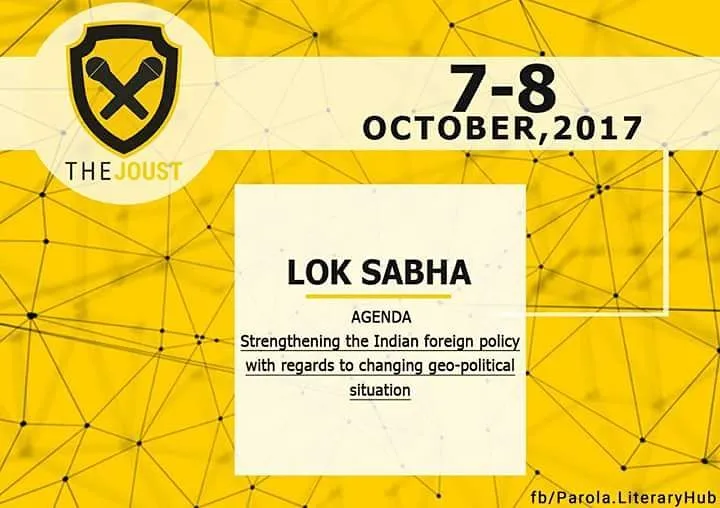 THE JOUST
7-8
OCTOBER,2017
LOK SABHA
AGENDA
Strengthening the Indian foreign policy
with regards to changing geo-political
situation
fb/Parola.LiteraryHub